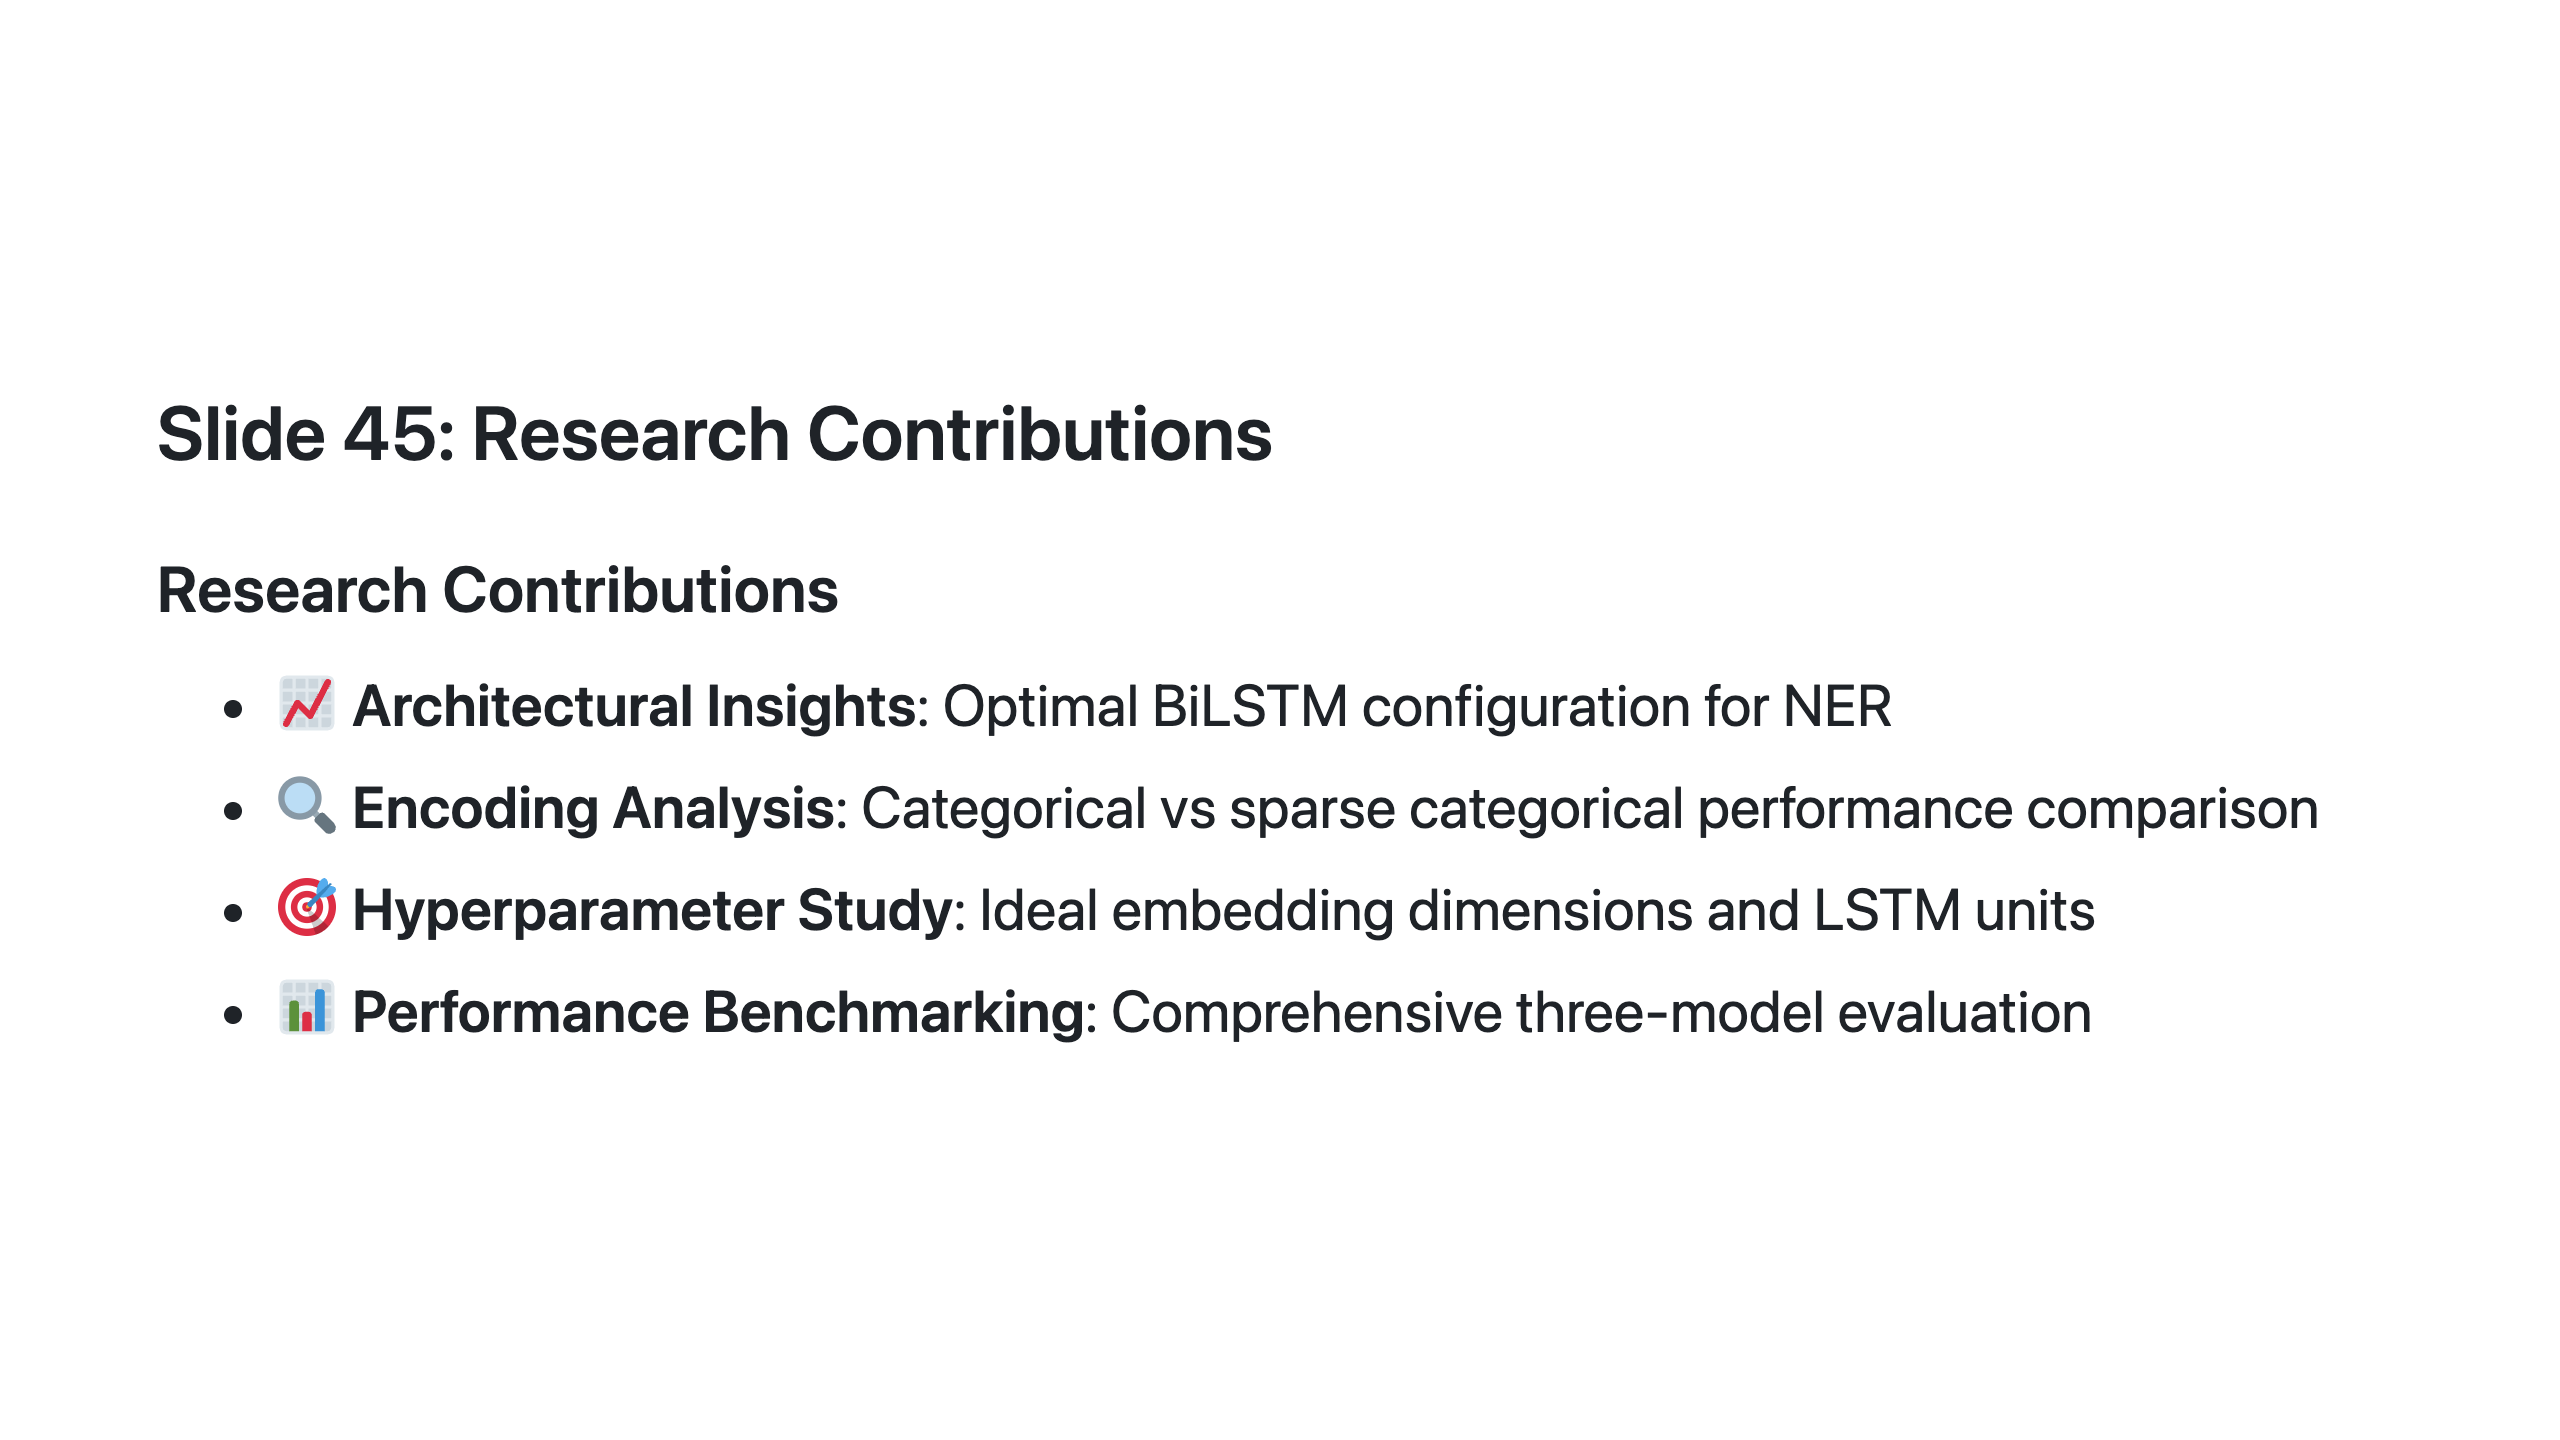 Slide 45: Research Contributions
Research Contributions
• 📈 Architectural Insights: Optimal BiLSTM configuration for NER
• 🔍 Encoding Analysis: Categorical vs sparse categorical performance comparison
• 🎯 Hyperparameter Study: Ideal embedding dimensions and LSTM units
• 📊 Performance Benchmarking: Comprehensive three-model evaluation